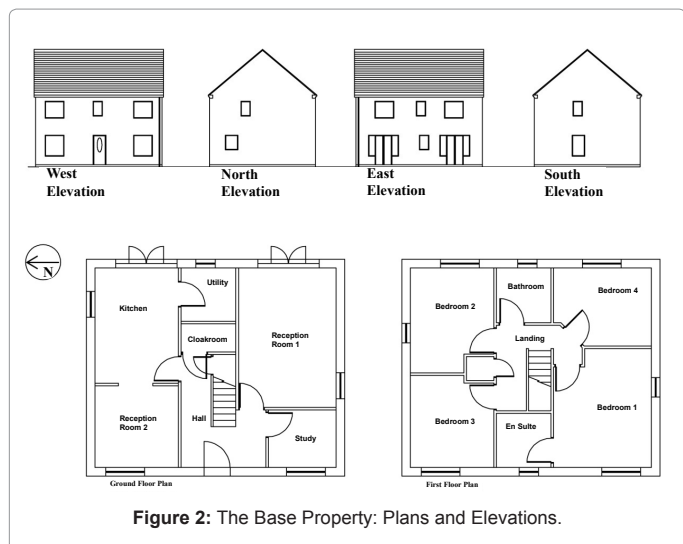 West
Elevation
North
Elevation
East
Elevation
South
Elevation
N
Kitchen
Utility
Cloakroom
Reception
Room 1
Reception
Room 2
Hall
Study
Ground Floor Plan
Bedroom 2
Bathroom
Bedroom 4
Landing
Bedroom 3
En Suite
Bedroom 1
First Floor Plan
Figure 2: The Base Property: Plans and Elevations.